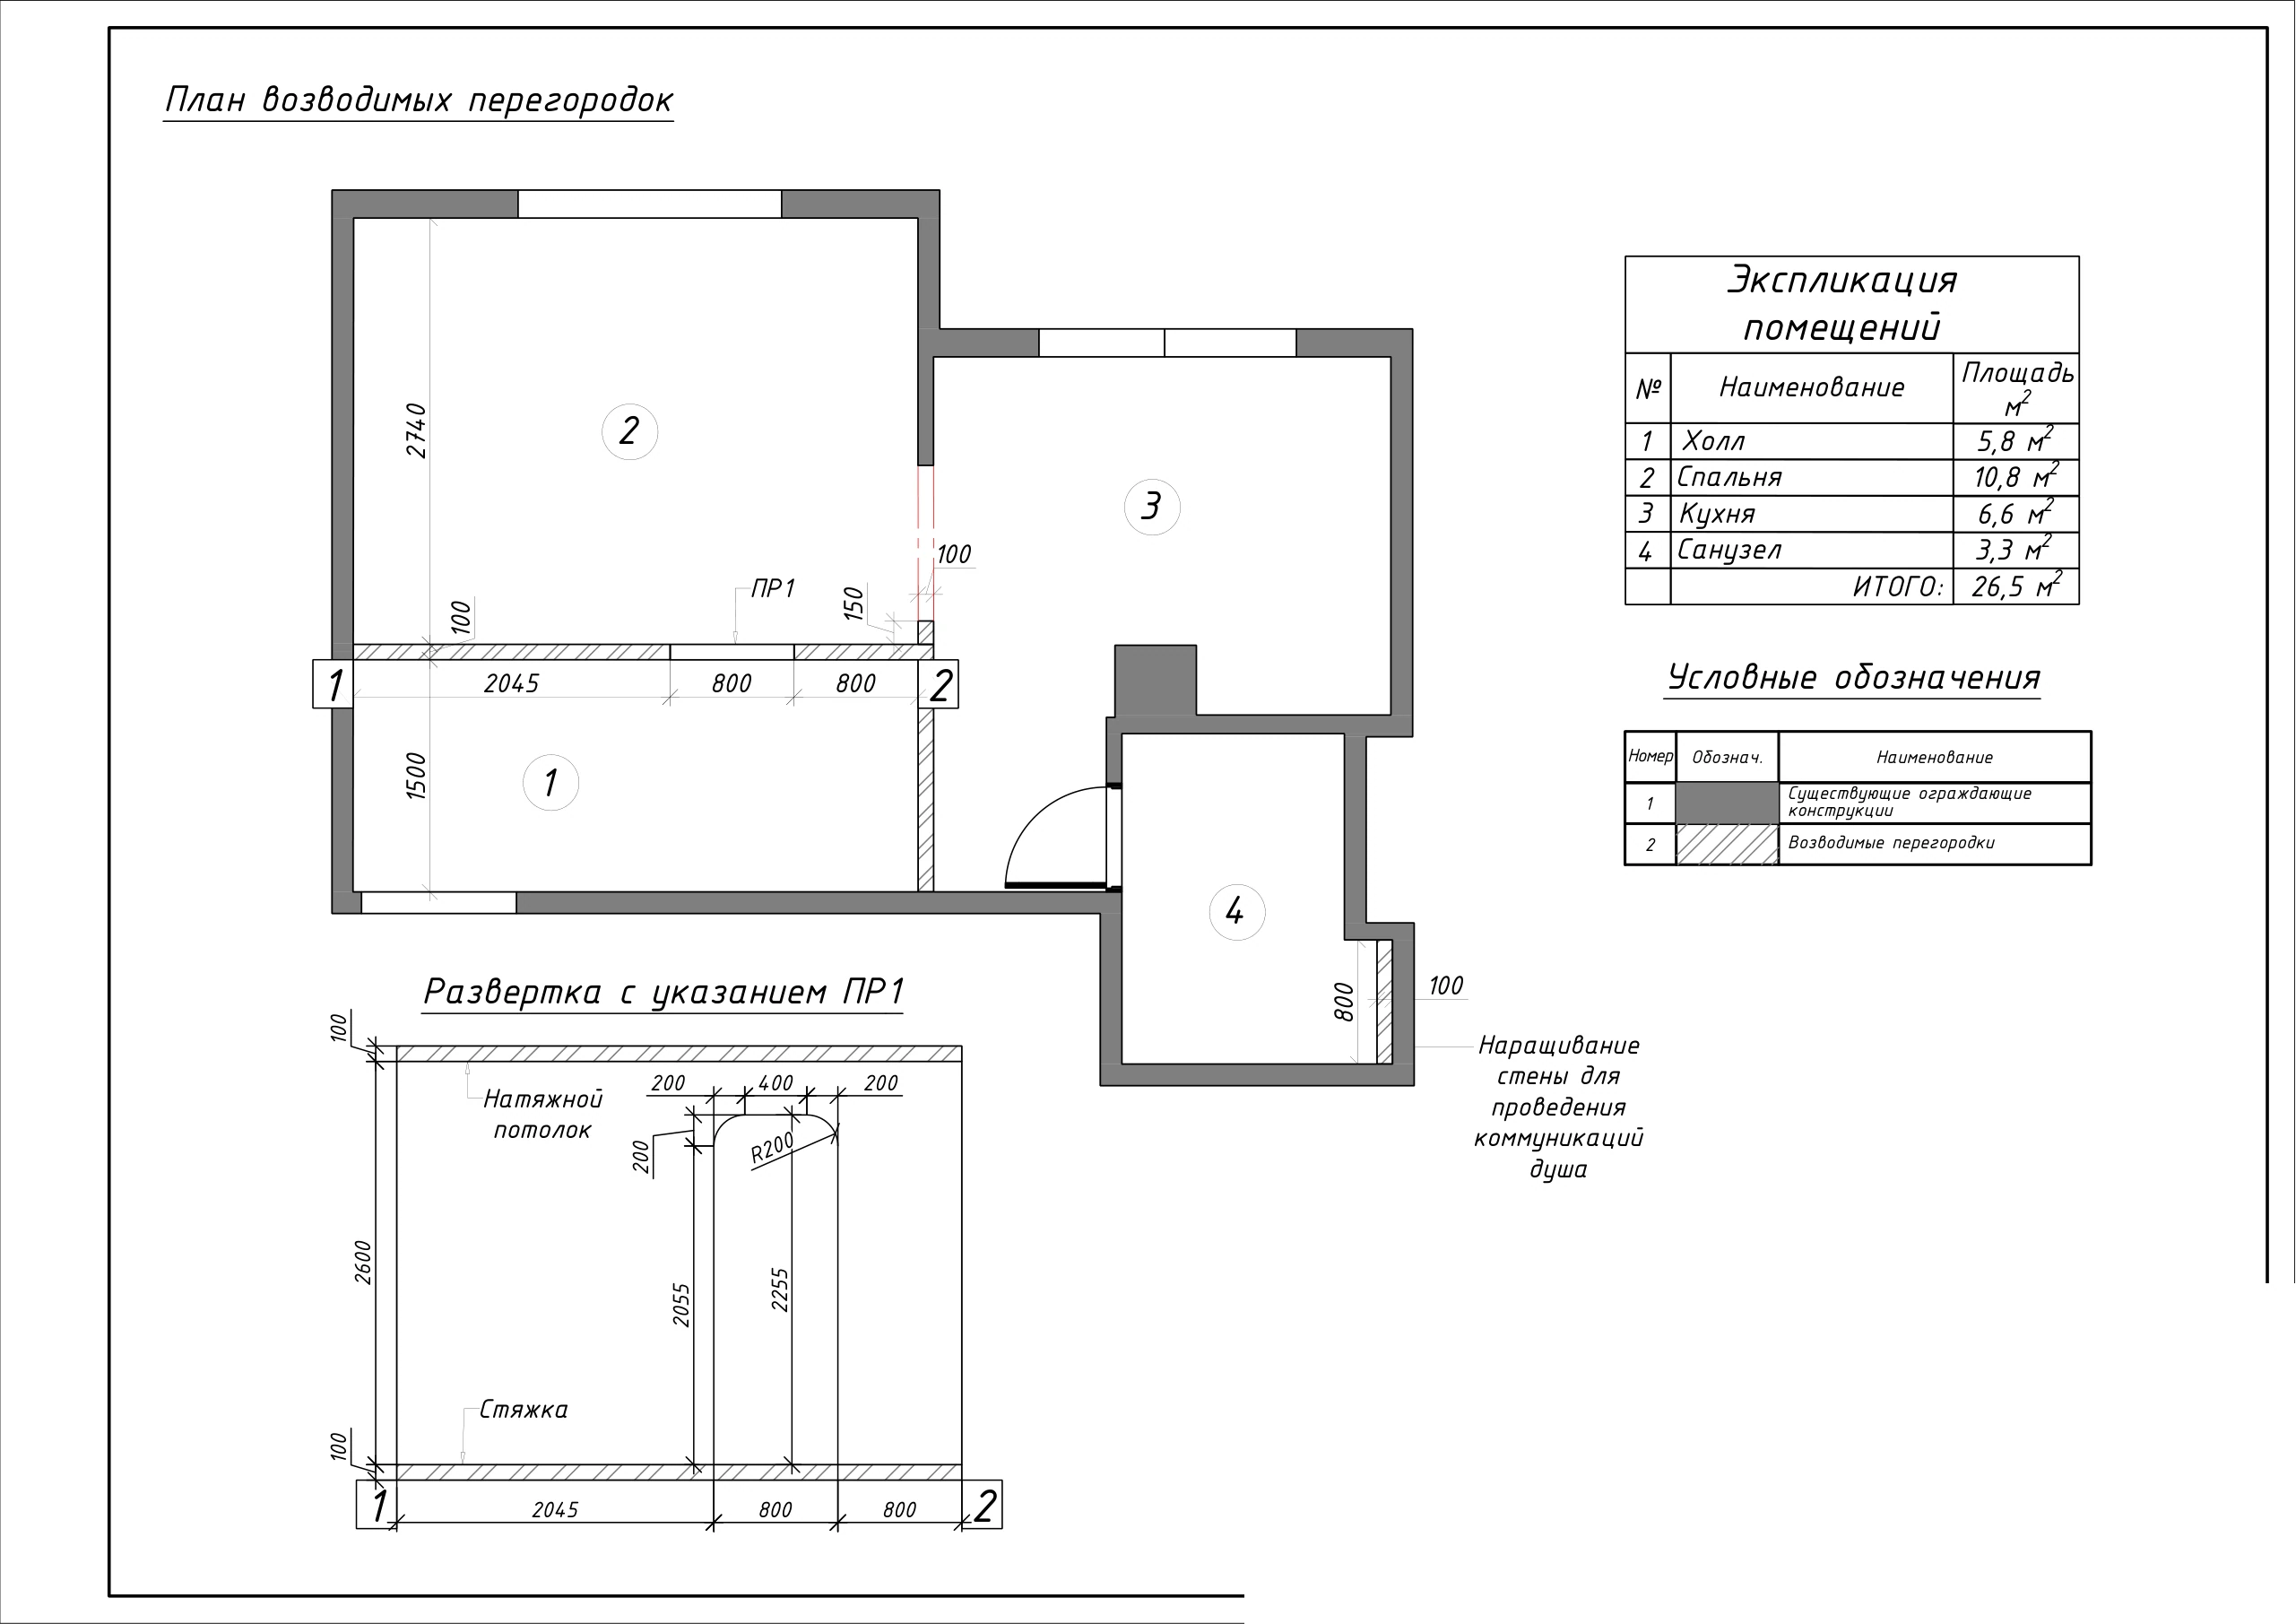 План возводимых перегородок
2740
2
3
100
ПР1
150
100
1
2045
800
800
2
1500
1
4
800
100
Наращивание
стены для
проведения
коммуникаций
душа
Экспликация
помещений
№ Наименование Площадь м²
1 Холл 5,8 м²
2 Спальня 10,8 м²
3 Кухня 6,6 м²
4 Санузел 3,3 м²
ИТОГО: 26,5 м²
Условные обозначения
Номер Обознач. Наименование
1 Существующие ограждающие
конструкции
2 Возводимые перегородки
Развертка с указанием ПР1
100
Натяжной
потолок
200 400 200
200
R200
2600
2055
2255
Стяжка
100
1
2045
800
800
2